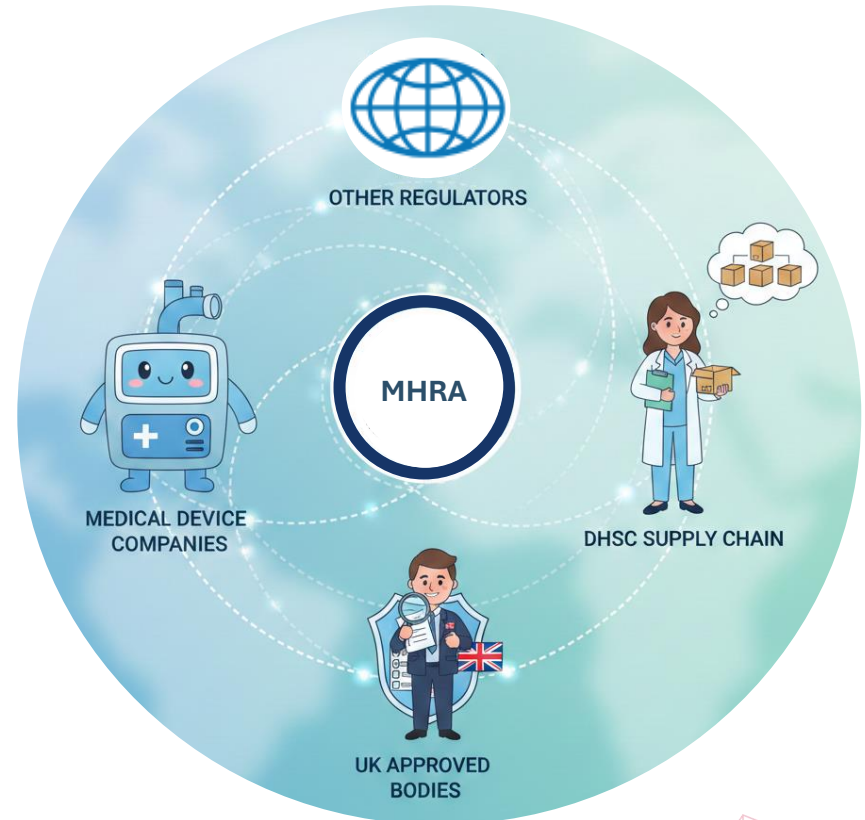 OTHER REGULATORS
MHRA
MEDICAL DEVICE
COMPANIES
DHSC SUPPLY CHAIN
UK APPROVED
BODIES